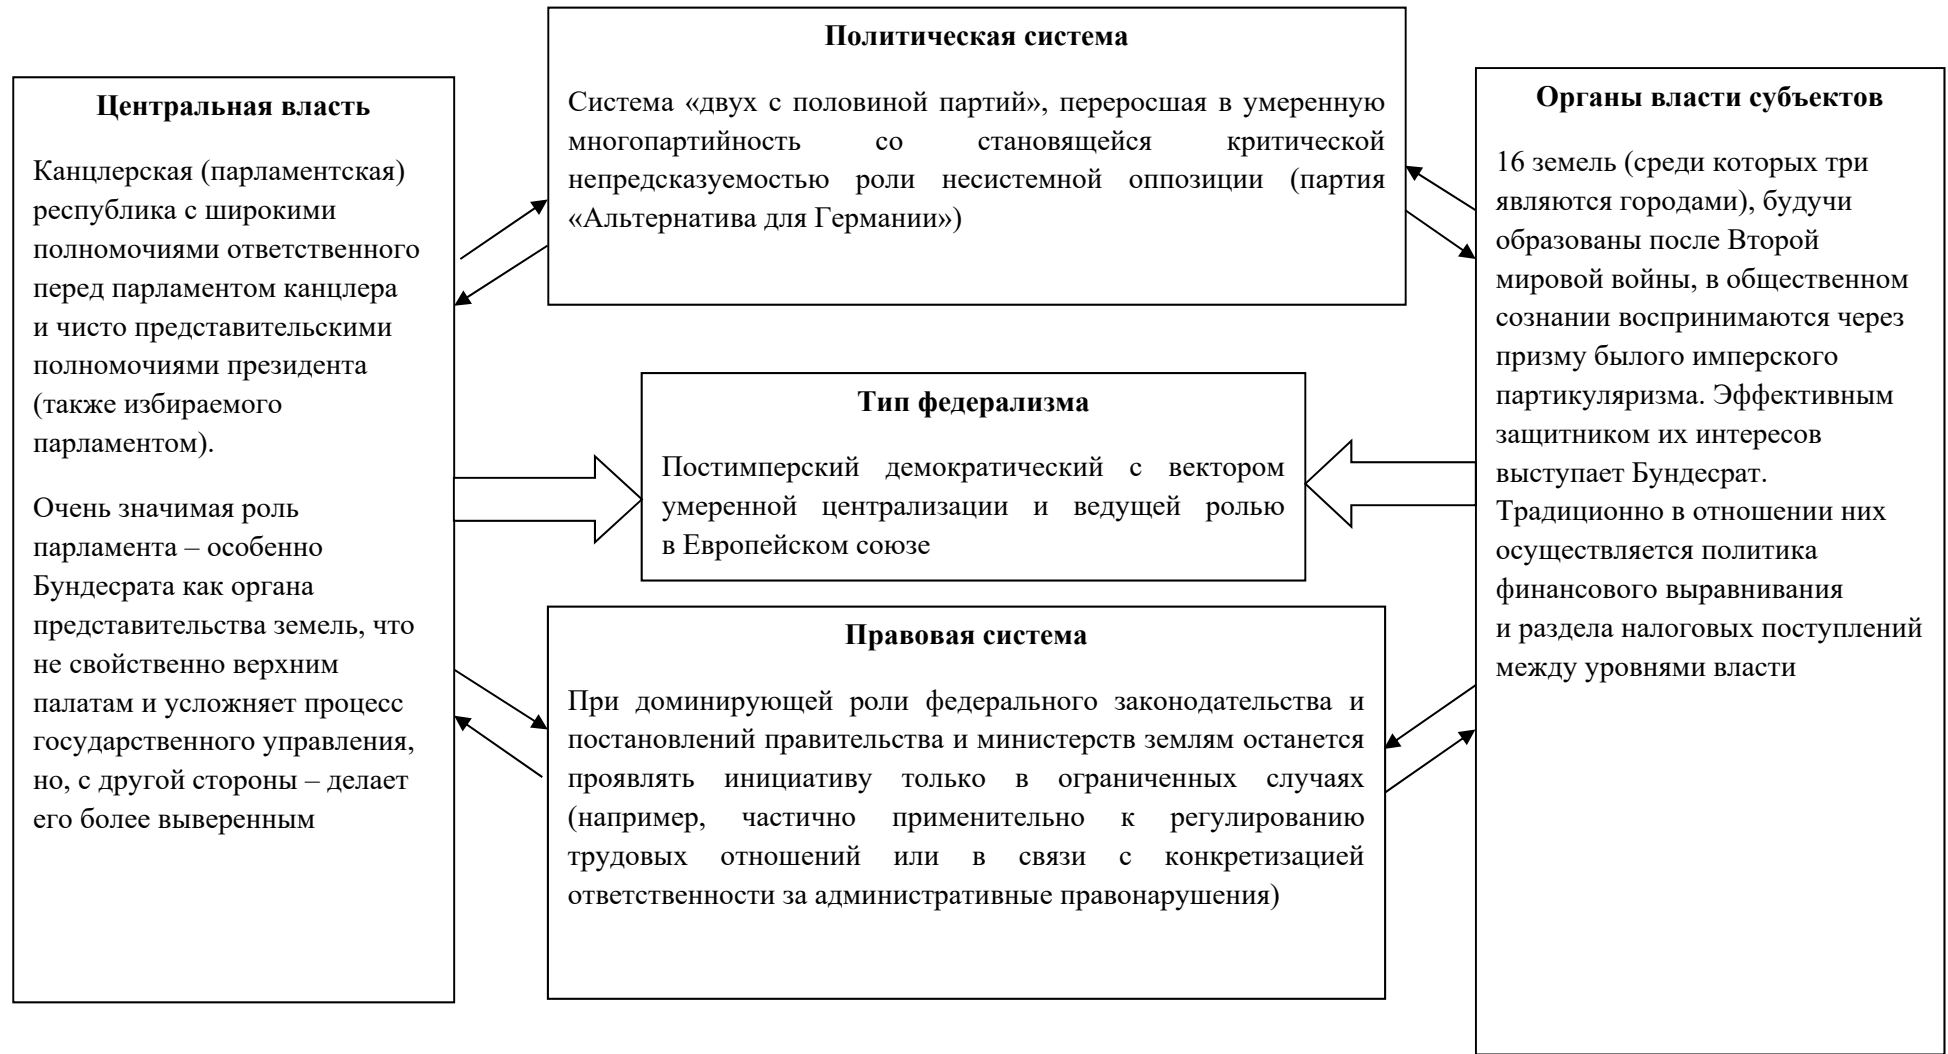 Политическая система
Система «двух с половиной партий», переросшая в умеренную
многопартийность со становящейся критической
непредсказуемостью роли несистемной оппозиции (партия
«Альтернатива для Германии»)
Центральная власть
Канцлерская (парламентская)
республика с широкими
полномочиями ответственного
перед парламентом канцлера
и чисто представительскими
полномочиями президента
(также избираемого
парламентом).
Очень значимая роль
парламента – особенно
Бундесрата как органа
представительства земель, что
не свойственно верхним
палатам и усложняет процесс
государственного управления,
но, с другой стороны – делает
его более выверенным
Тип федерализма
Постимперский демократический с вектором
умеренной централизации и ведущей ролью
в Европейском союзе
Правовая система
При доминирующей роли федерального законодательства и
постановлений правительства и министерств землям останется
проявлять инициативу только в ограниченных случаях
(например, частично применительно к регулированию
трудовых отношений или в связи с конкретизацией
ответственности за административные правонарушения)
Органы власти субъектов
16 земель (среди которых три
являются городами), будучи
образованы после Второй
мировой войны, в общественном
сознании воспринимаются через
призму былого имперского
партикуляризма. Эффективным
защитником их интересов
выступает Бундесрат.
Традиционно в отношении них
осуществляется политика
финансового выравнивания
и раздела налоговых поступлений
между уровнями власти